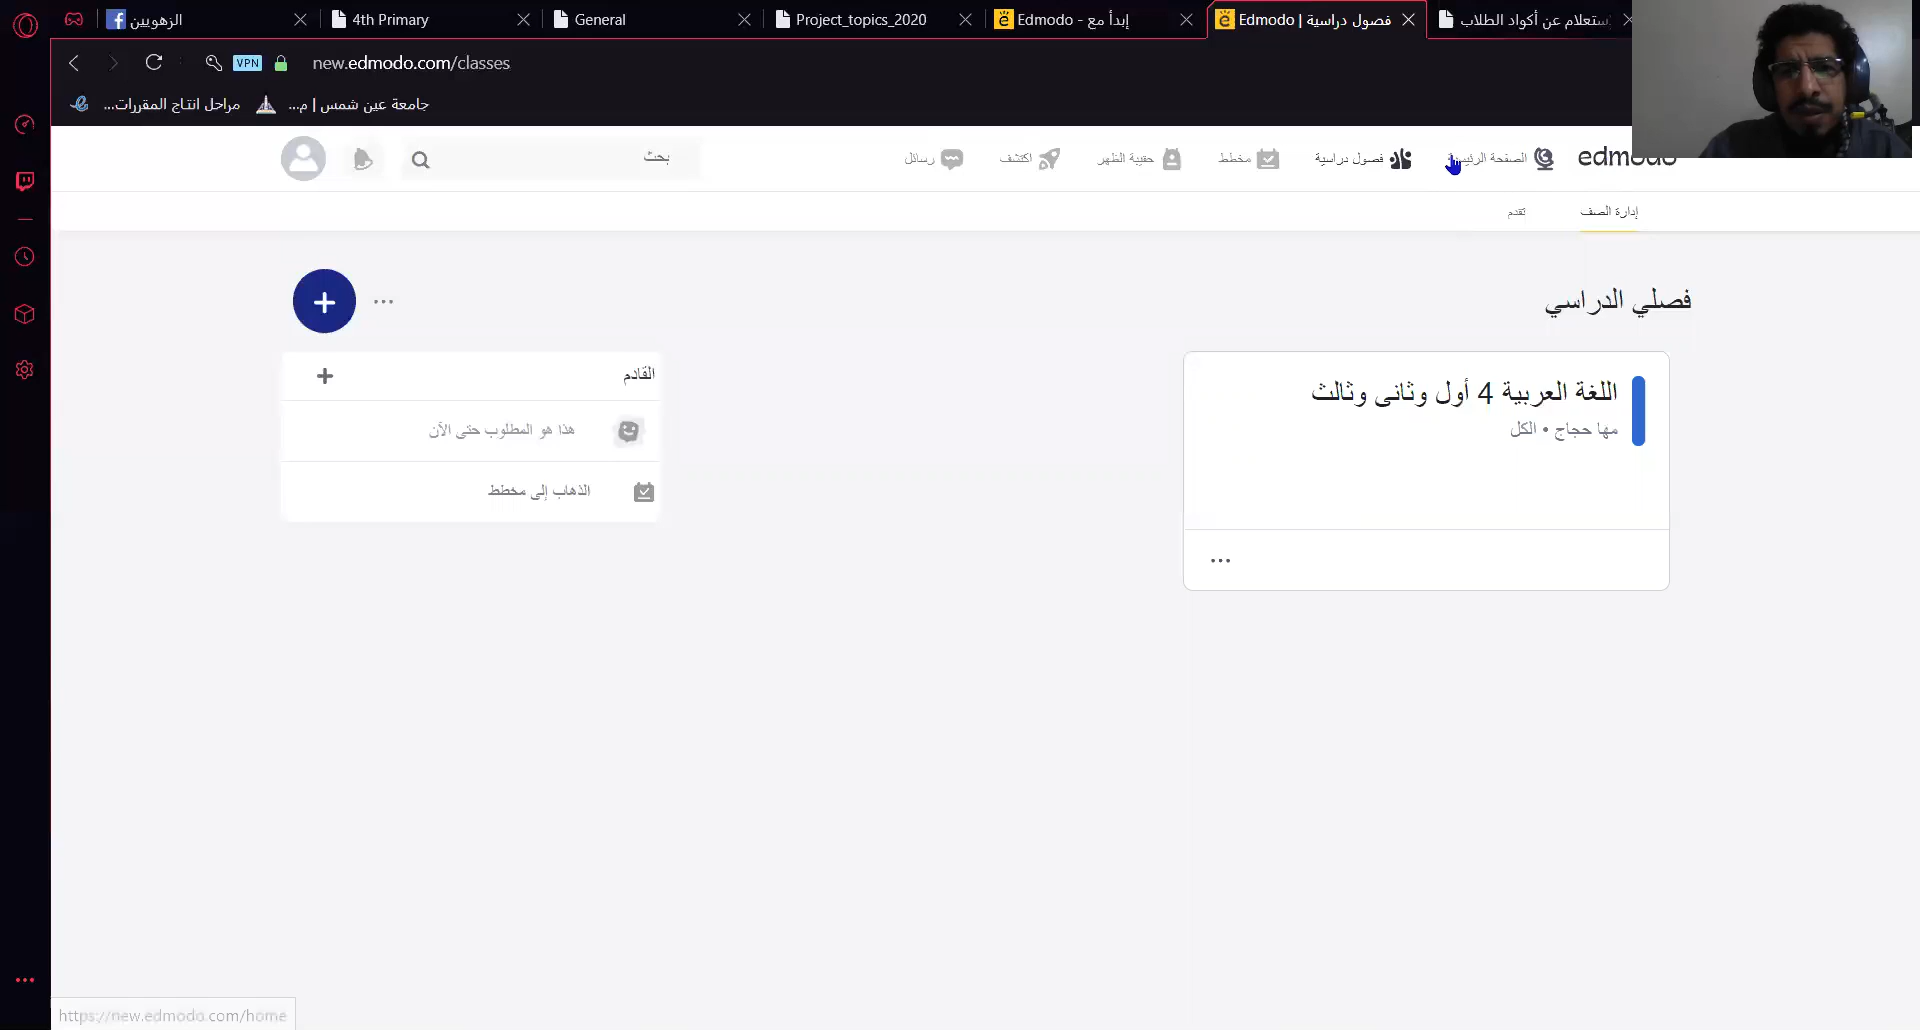 الزهويين
4th Primary
General
Project_topics_2020
Edmodo - إبدأ مع
Edmodo | فصول دراسية
إستعلام عن أكواد الطلاب
VPN
new.edmodo.com/classes
مراحل انتاج المقررات...
جامعة عين شمس | م...
edmodo
الصفحة الرئيسية
فصول دراسية
مخطط
حقيبة الظهر
اكتشف
رسائل
بحث
إدارة الصف
تقدم
فصلي الدراسي
اللغة العربية 4 أول وثانى وثالث
مها حجاج • الكل
القادم
هذا هو المطلوب حتى الآن
الذهاب إلى مخطط
https://new.edmodo.com/home